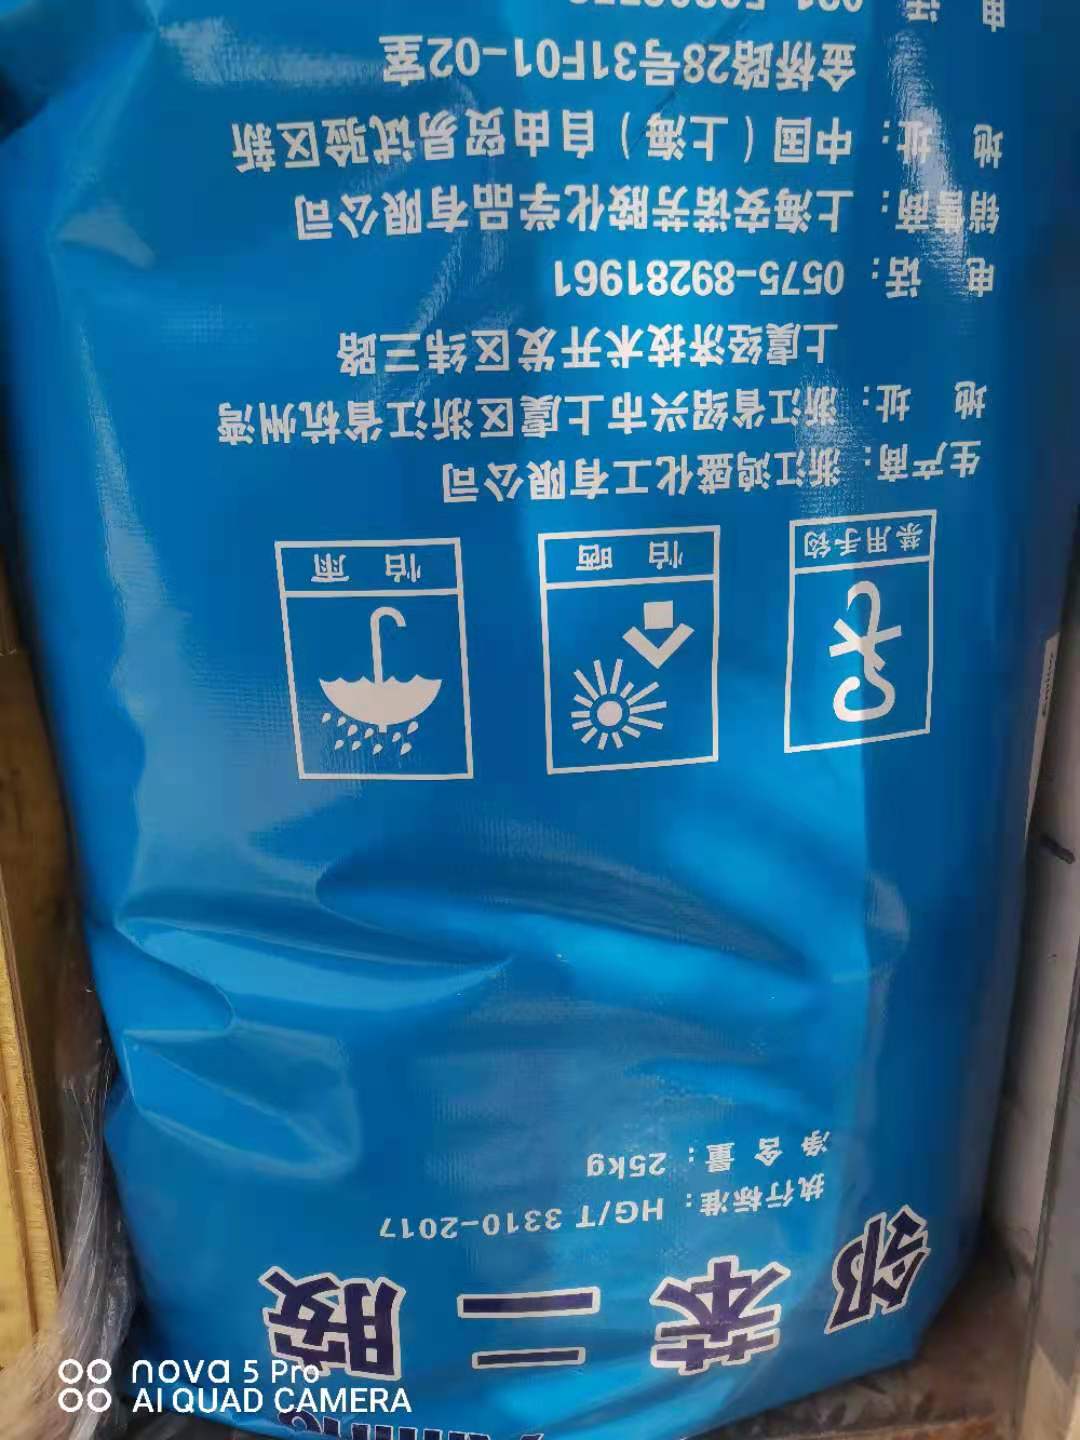 邻苯二胺
执行标准：HG/T 3310-2017
净含量：25kg
禁用手钩
怕晒
怕雨
生产商：浙江鸿盛化工有限公司
地址：浙江省绍兴市上虞区浙江省杭州湾
上虞经济技术开发区纬三路
电话：0575-89281961
销售商：上海安诺芳胺化学品有限公司
地址：中国（上海）自由贸易试验区新
金桥路28号31F01-02室
电话：021-
nova 5 Pro
AI QUAD CAMERA